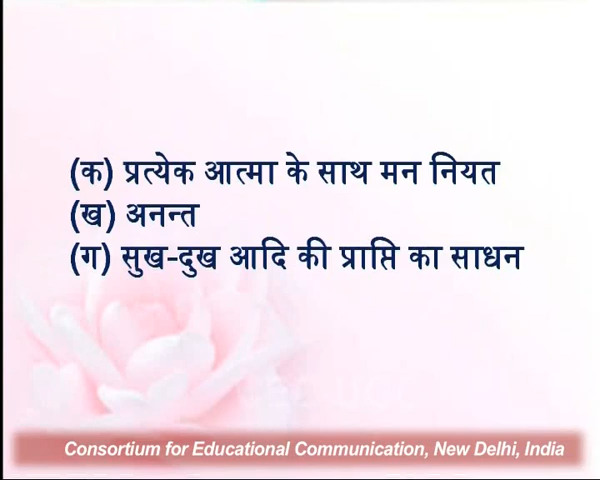 (क) प्रत्येक आत्मा के साथ मन नियत
(ख) अनन्त
(ग) सुख-दुख आदि की प्राप्ति का साधन
Consortium for Educational Communication, New Delhi, India